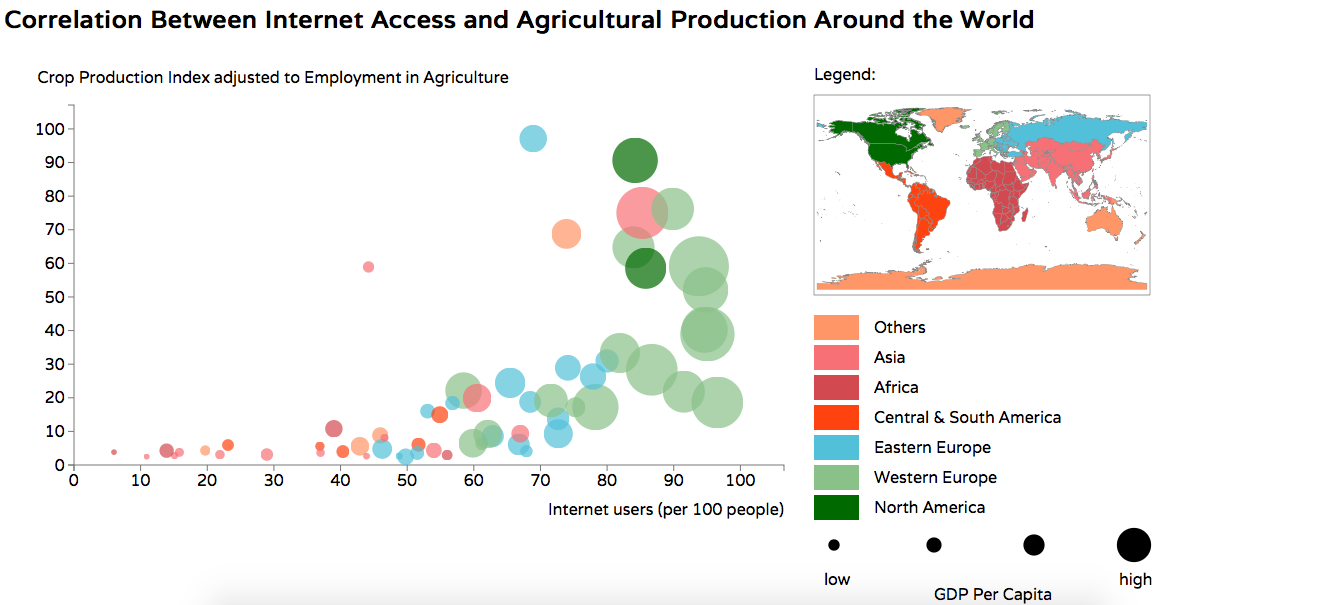 Correlation Between Internet Access and Agricultural Production Around the World
Crop Production Index adjusted to Employment in Agriculture
100
90
80
70
60
50
40
30
20
10
0
0 10 20 30 40 50 60 70 80 90 100
Internet users (per 100 people)
Legend:
Others
Asia
Africa
Central & South America
Eastern Europe
Western Europe
North America
low high
GDP Per Capita